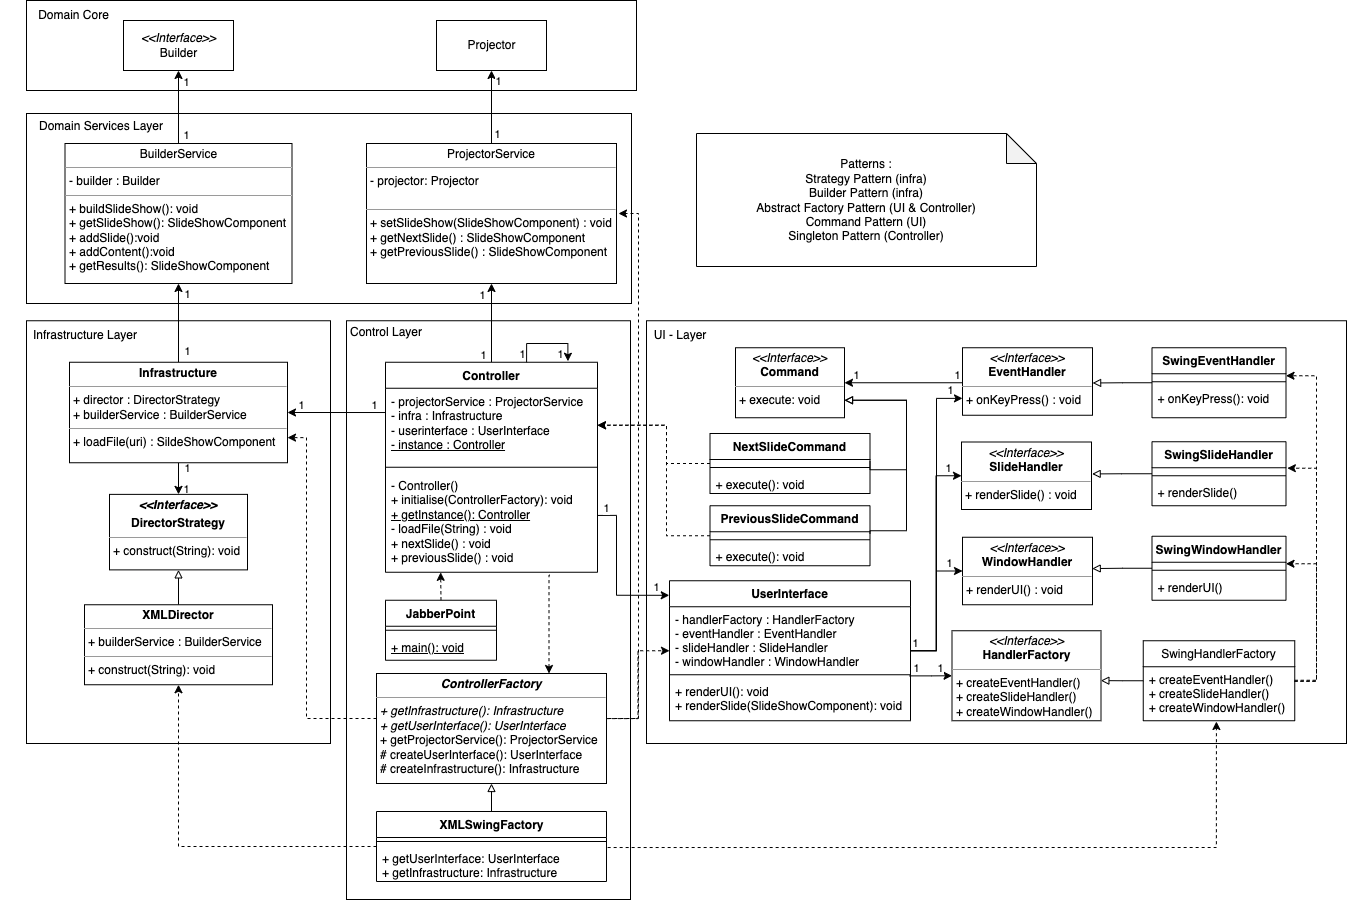 Domain Core
<<Interface>>
Builder
Projector
1
1
Domain Services Layer
1
1
BuilderService
- builder : Builder
+ buildSlideShow(): void
+ getSlideShow(): SlideShowComponent
+ addSlide():void
+ addContent():void
+ getResults(): SlideShowComponent
ProjectorService
- projector: Projector
+ setSlideShow(SlideShowComponent) : void
+ getNextSlide() : SlideShowComponent
+ getPreviousSlide() : SlideShowComponent
Patterns :
Strategy Pattern (infra)
Builder Pattern (infra)
Abstract Factory Pattern (UI & Controller)
Command Pattern (UI)
Singleton Pattern (Controller)
1
1
Infrastructure Layer
1
Infrastructure
+ director : DirectorStrategy
+ builderService : BuilderService
+ loadFile(uri) : SildeShowComponent
1
1
<<Interface>>
DirectorStrategy
+ construct(String): void
XMLDirector
+ builderService : BuilderService
+ construct(String): void
Control Layer
1
1
1
Controller
- projectorService : ProjectorService
- infra : Infrastructure
- userinterface : UserInterface
- instance : Controller
- Controller()
+ initialise(ControllerFactory): void
+ getInstance(): Controller
- loadFile(String) : void
+ nextSlide() : void
+ previousSlide() : void
1
1
1
JabberPoint
+ main(): void
ControllerFactory
+ getInfrastructure(): Infrastructure
+ getUserInterface(): UserInterface
+ getProjectorService(): ProjectorService
# createUserInterface(): UserInterface
# createInfrastructure(): Infrastructure
XMLSwingFactory
+ getUserInterface: UserInterface
+ getInfrastructure: Infrastructure
UI - Layer
<<Interface>>
Command
+ execute: void
1
1
<<Interface>>
EventHandler
+ onKeyPress() : void
SwingEventHandler
+ onKeyPress(): void
NextSlideCommand
+ execute(): void
1
<<Interface>>
SlideHandler
+ renderSlide() : void
SwingSlideHandler
+ renderSlide()
PreviousSlideCommand
+ execute(): void
1
<<Interface>>
WindowHandler
+ renderUI() : void
SwingWindowHandler
+ renderUI()
1
1
UserInterface
- handlerFactory : HandlerFactory
- eventHandler : EventHandler
- slideHandler : SlideHandler
- windowHandler : WindowHandler
+ renderUI(): void
+ renderSlide(SlideShowComponent): void
1
1
1
<<Interface>>
HandlerFactory
+ createEventHandler()
+ createSlideHandler()
+ createWindowHandler()
SwingHandlerFactory
+ createEventHandler()
+ createSlideHandler()
+ createWindowHandler()